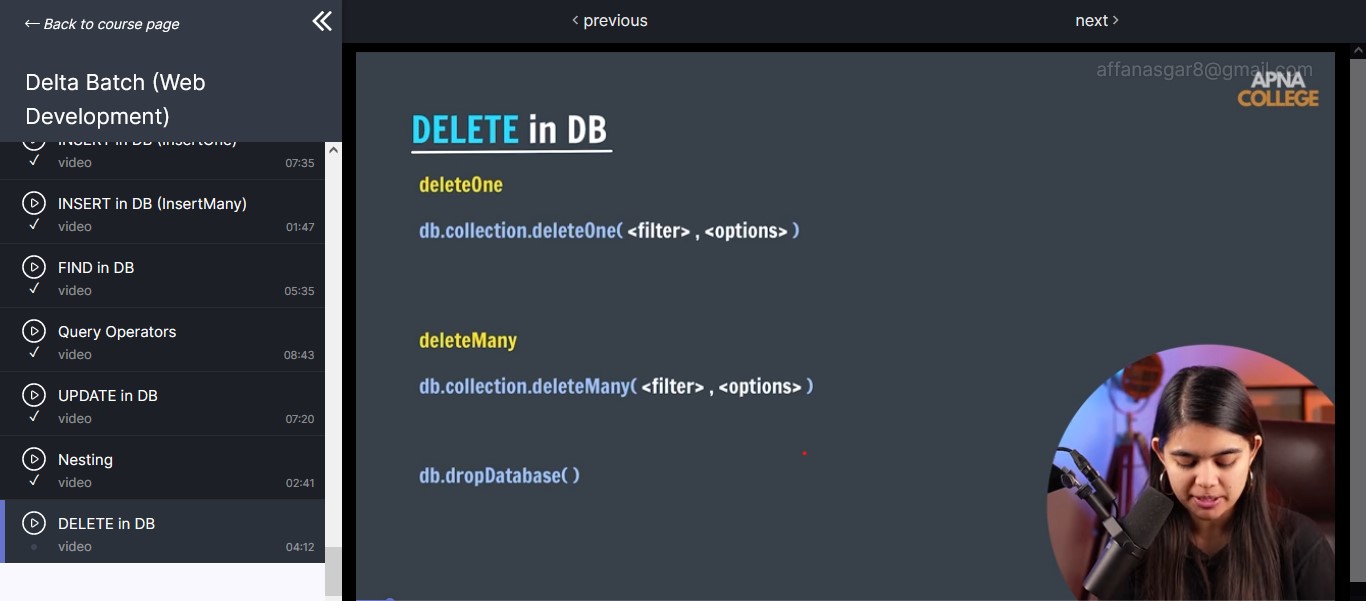 ← Back to course page
Delta Batch (Web
Development)
INSERT in DB (InsertOne)
video 07:35
INSERT in DB (InsertMany)
video 01:47
FIND in DB
video 05:35
Query Operators
video 08:43
UPDATE in DB
video 07:20
Nesting
video 02:41
DELETE in DB
video 04:12
‹ previous
next ›
affanasgar8@gmail.com
APNA
COLLEGE
DELETE in DB
deleteOne
db.collection.deleteOne( <filter> , <options> )
deleteMany
db.collection.deleteMany( <filter> , <options> )
db.dropDatabase( )